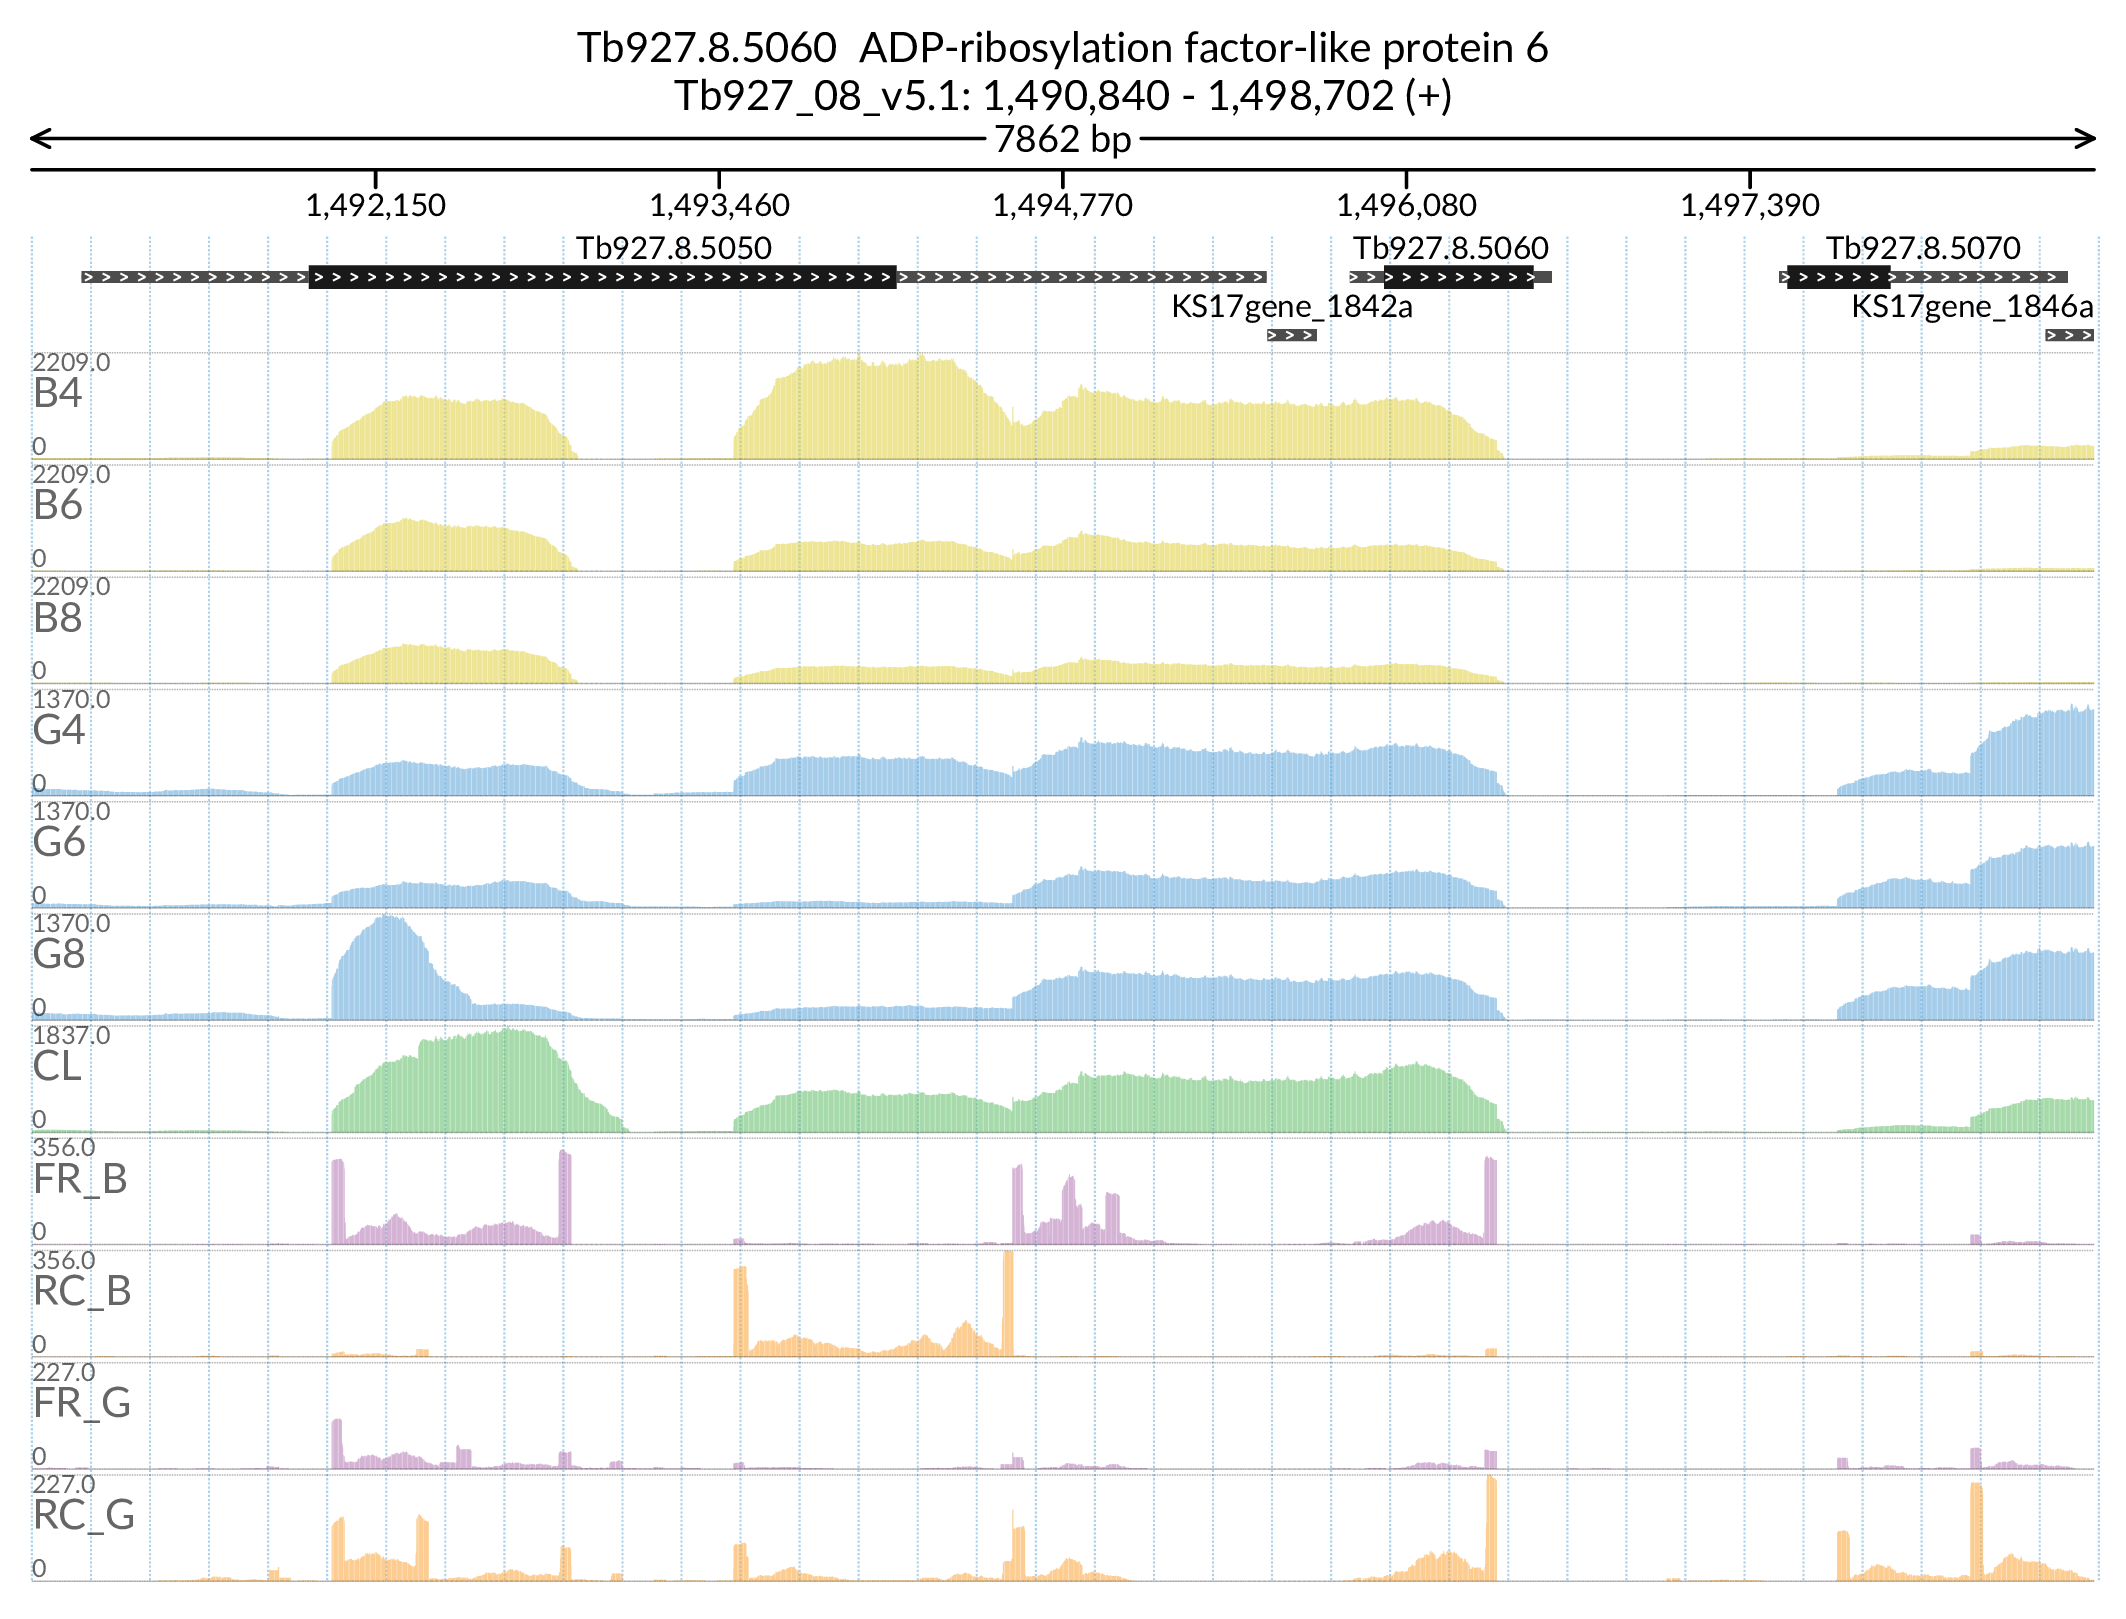 Tb927.8.5060  ADP-ribosylation factor-like protein 6
Tb927_08_v5.1: 1,490,840 - 1,498,702 (+)
7862 bp
1,492,150 1,493,460 1,494,770 1,496,080 1,497,390
Tb927.8.5050 Tb927.8.5060 Tb927.8.5070
KS17gene_1842a KS17gene_1846a
2209.0
B4
0
2209.0
B6
0
2209.0
B8
0
1370.0
G4
0
1370.0
G6
0
1370.0
G8
0
1837.0
CL
0
356.0
FR_B
0
356.0
RC_B
0
227.0
FR_G
0
227.0
RC_G
0